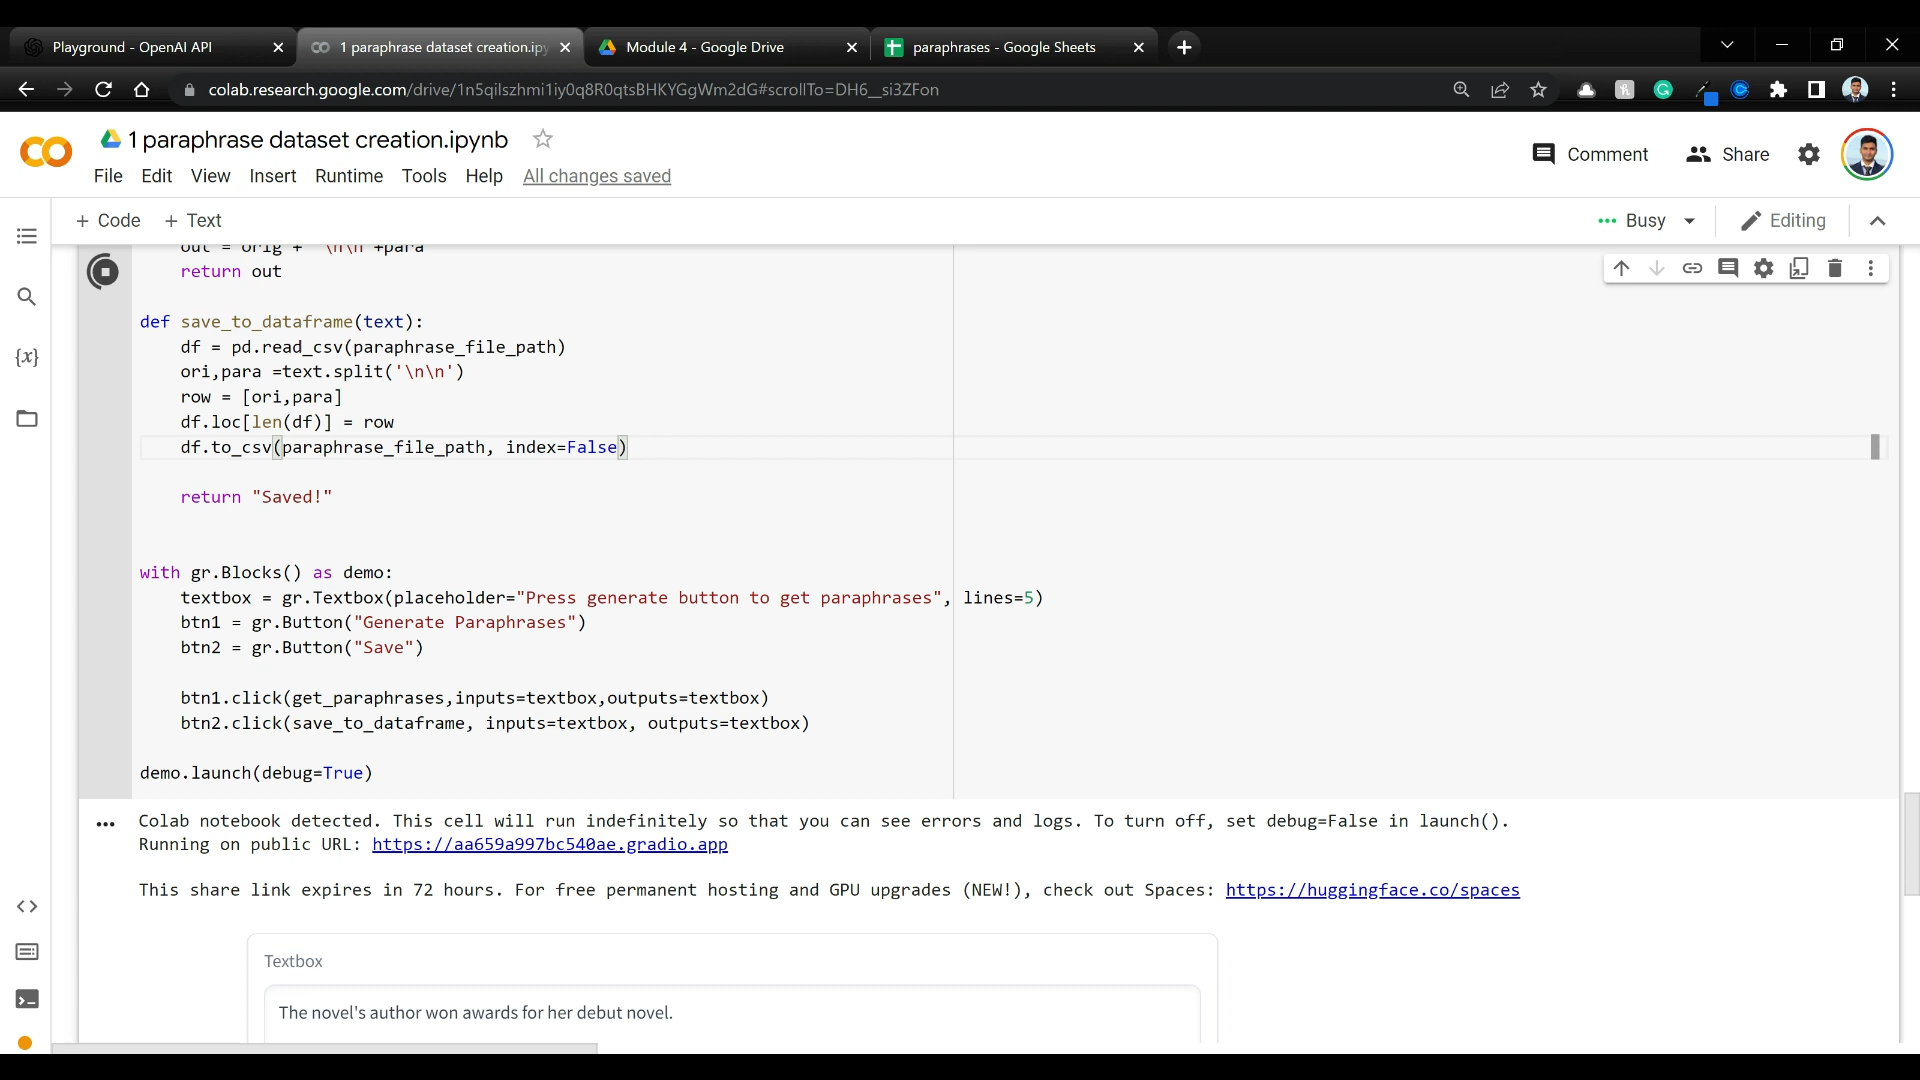 Playground - OpenAI API
1 paraphrase dataset creation.ipy
Module 4 - Google Drive
paraphrases - Google Sheets
colab.research.google.com/drive/1n5qilszhmi1iy0q8R0qtsBHKYGgWm2dG#scrollTo=DH6__si3ZFon
1 paraphrase dataset creation.ipynb
Comment
Share
File Edit View Insert Runtime Tools Help All changes saved
+ Code + Text
Busy
Editing
out = orig + "\n\n"+para
return out
def save_to_dataframe(text):
df = pd.read_csv(paraphrase_file_path)
ori,para =text.split('\n\n')
row = [ori,para]
df.loc[len(df)] = row
df.to_csv(paraphrase_file_path, index=False)
return "Saved!"
with gr.Blocks() as demo:
textbox = gr.Textbox(placeholder="Press generate button to get paraphrases", lines=5)
btn1 = gr.Button("Generate Paraphrases")
btn2 = gr.Button("Save")
btn1.click(get_paraphrases,inputs=textbox,outputs=textbox)
btn2.click(save_to_dataframe, inputs=textbox, outputs=textbox)
demo.launch(debug=True)
Colab notebook detected. This cell will run indefinitely so that you can see errors and logs. To turn off, set debug=False in launch().
Running on public URL: https://aa659a997bc540ae.gradio.app
This share link expires in 72 hours. For free permanent hosting and GPU upgrades (NEW!), check out Spaces: https://huggingface.co/spaces
Textbox
The novel's author won awards for her debut novel.